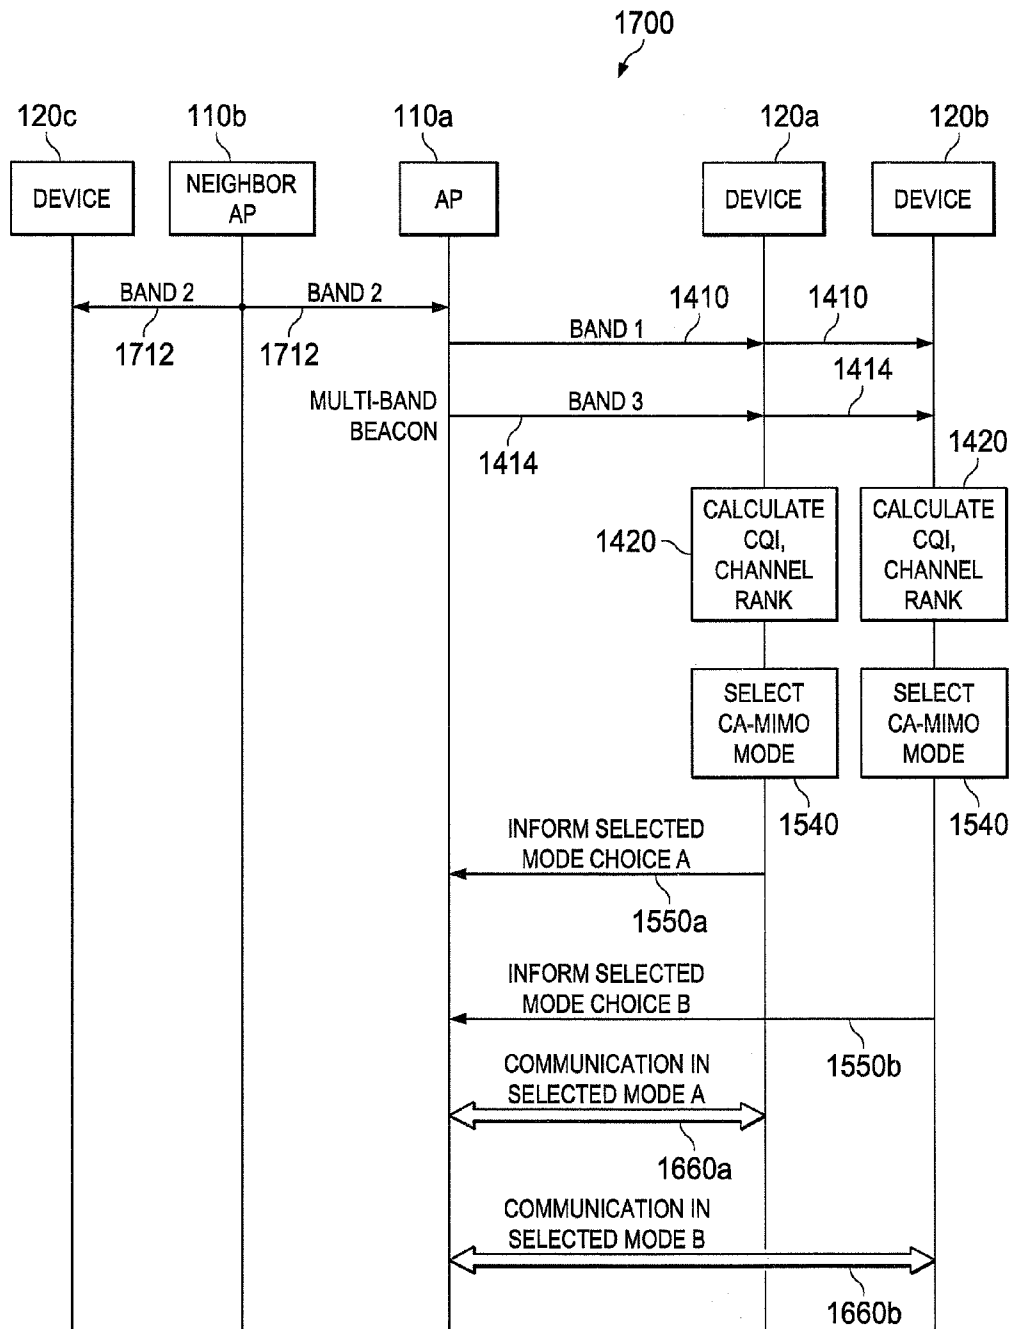 1700
120c
110b
110a
120a
120b
DEVICE
NEIGHBOR
AP
AP
DEVICE
DEVICE
BAND 2
BAND 2
1712
1712
1410
1410
BAND 1
MULTI-BAND
BEACON
BAND 3
1414
1414
1420
1420
CALCULATE
CQI,
CHANNEL
RANK
CALCULATE
CQI,
CHANNEL
RANK
SELECT
CA-MIMO
MODE
SELECT
CA-MIMO
MODE
1540
1540
INFORM SELECTED
MODE CHOICE A
1550a
INFORM SELECTED
MODE CHOICE B
1550b
COMMUNICATION IN
SELECTED MODE A
1660a
COMMUNICATION IN
SELECTED MODE B
1660b